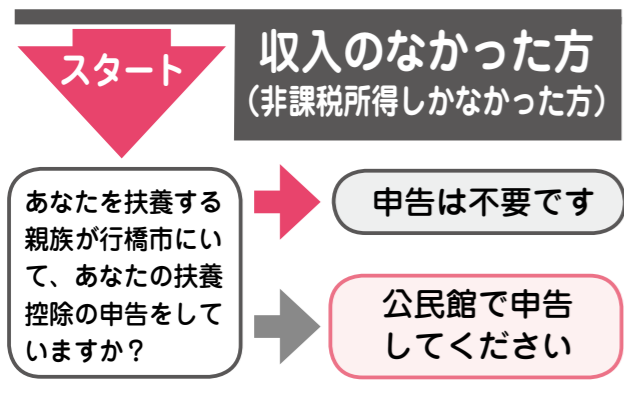 スタート
収入のなかった方
（非課税所得しかなかった方）
あなたを扶養する
親族が行橋市にい
て、あなたの扶養
控除の申告をして
いますか？
申告は不要です
公民館で申告
してください